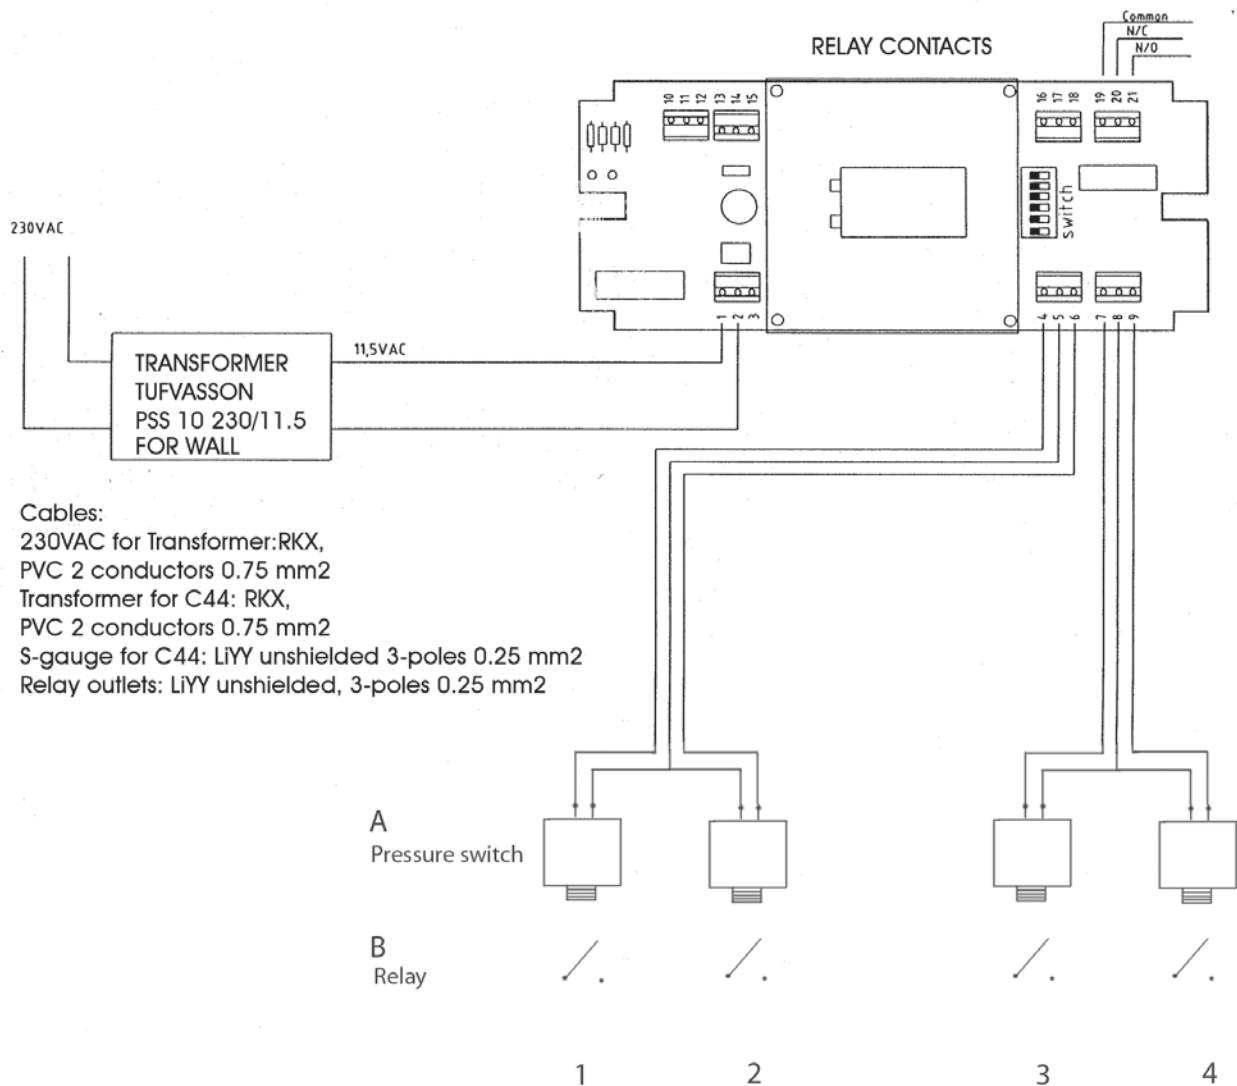 Common
N/C
N/O
RELAY CONTACTS
10 11 12 13 14 15
16 17 18 19 20 21
switch
230VAC
1 2 3
4 5 6 7 8 9
11,5VAC
TRANSFORMER
TUFVASSON
PSS 10 230/11.5
FOR WALL
Cables:
230VAC for Transformer:RKX,
PVC 2 conductors 0.75 mm2
Transformer for C44: RKX,
PVC 2 conductors 0.75 mm2
S-gauge for C44: LiYY unshielded 3-poles 0.25 mm2
Relay outlets: LiYY unshielded, 3-poles 0.25 mm2
A
Pressure switch
B
Relay
1 2 3 4